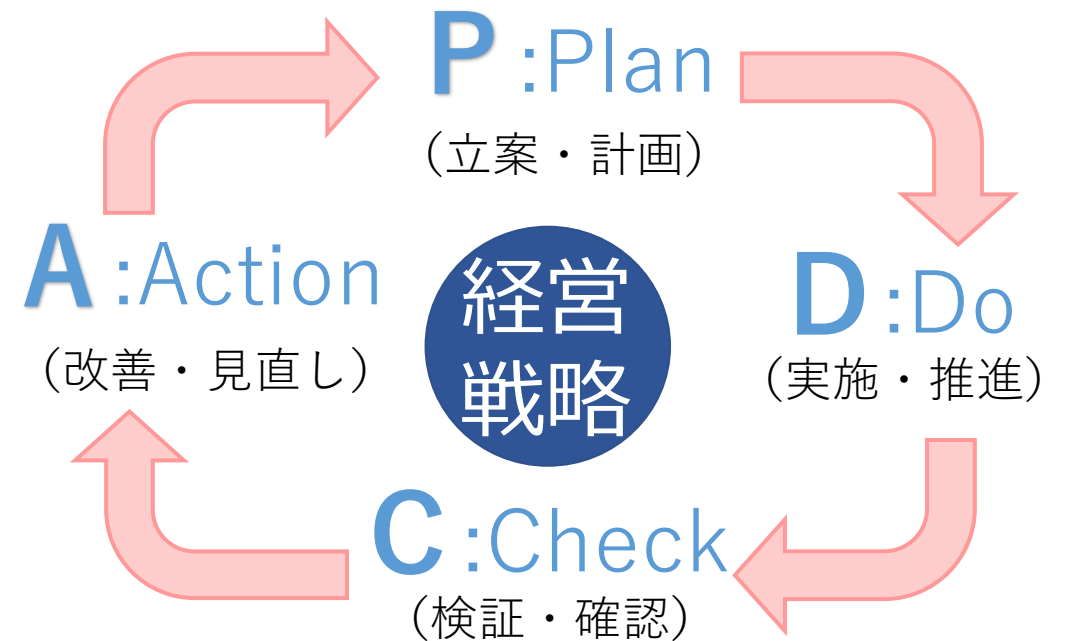 P :Plan
（立案・計画）
A :Action
（改善・見直し）
経営
戦略
D :Do
（実施・推進）
C :Check
（検証・確認）